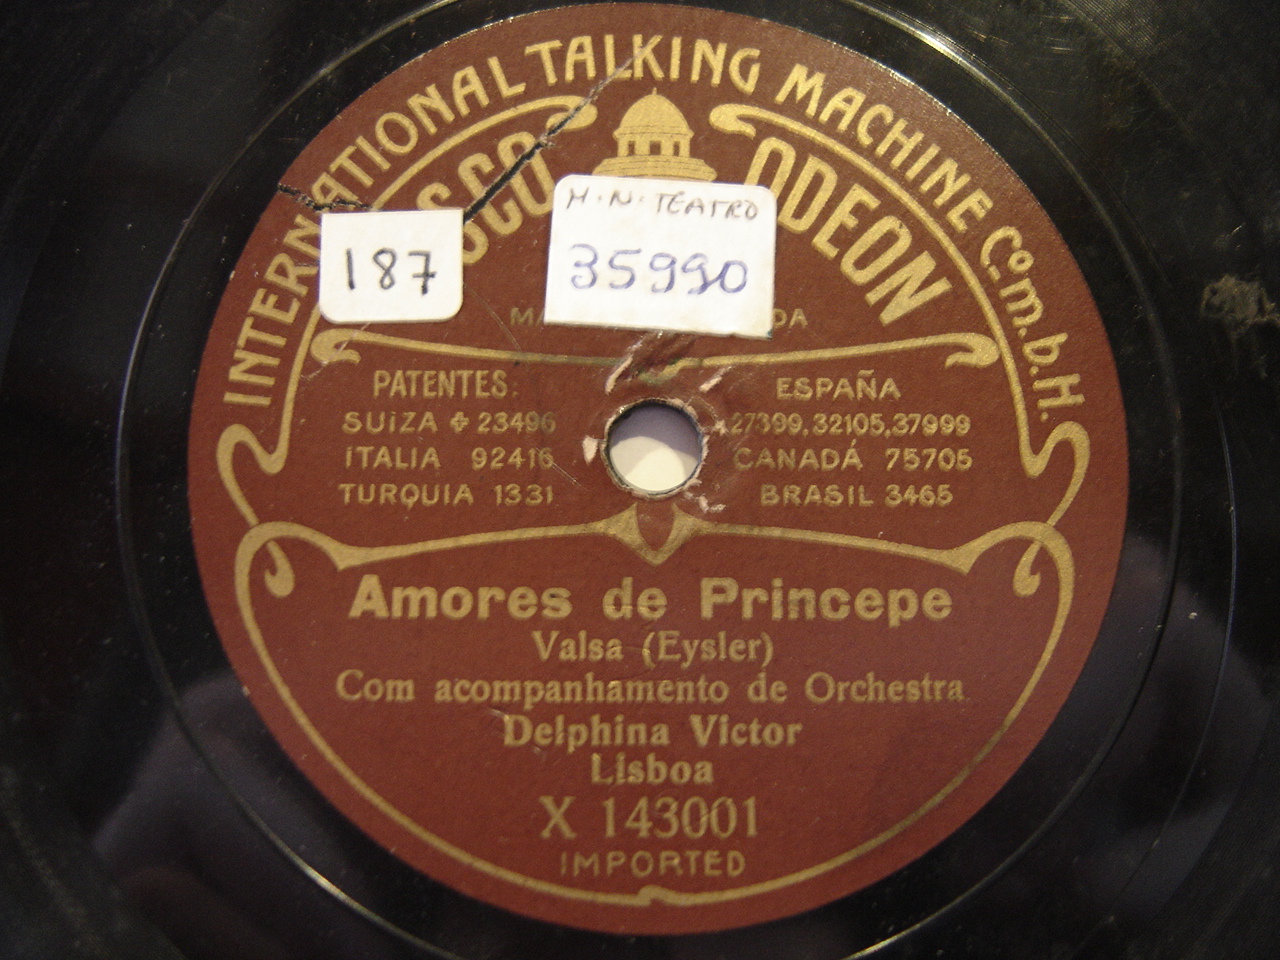 INTERNATIONAL TALKING MACHINE Co. m. b. H.
ODEON
M. N. TEATRO
35990
187
PATENTES:
SUiZA 23496
iTALIA 92416
TURQUIA 1331
ESPAÑA
27399, 32105, 37999
CANADÁ 75705
BRASIL 3465
Amores de Princepe
Valsa (Eysler)
Com acompanhamento de Orchestra
Delphina Victor
Lisboa
X 143001
IMPORTED